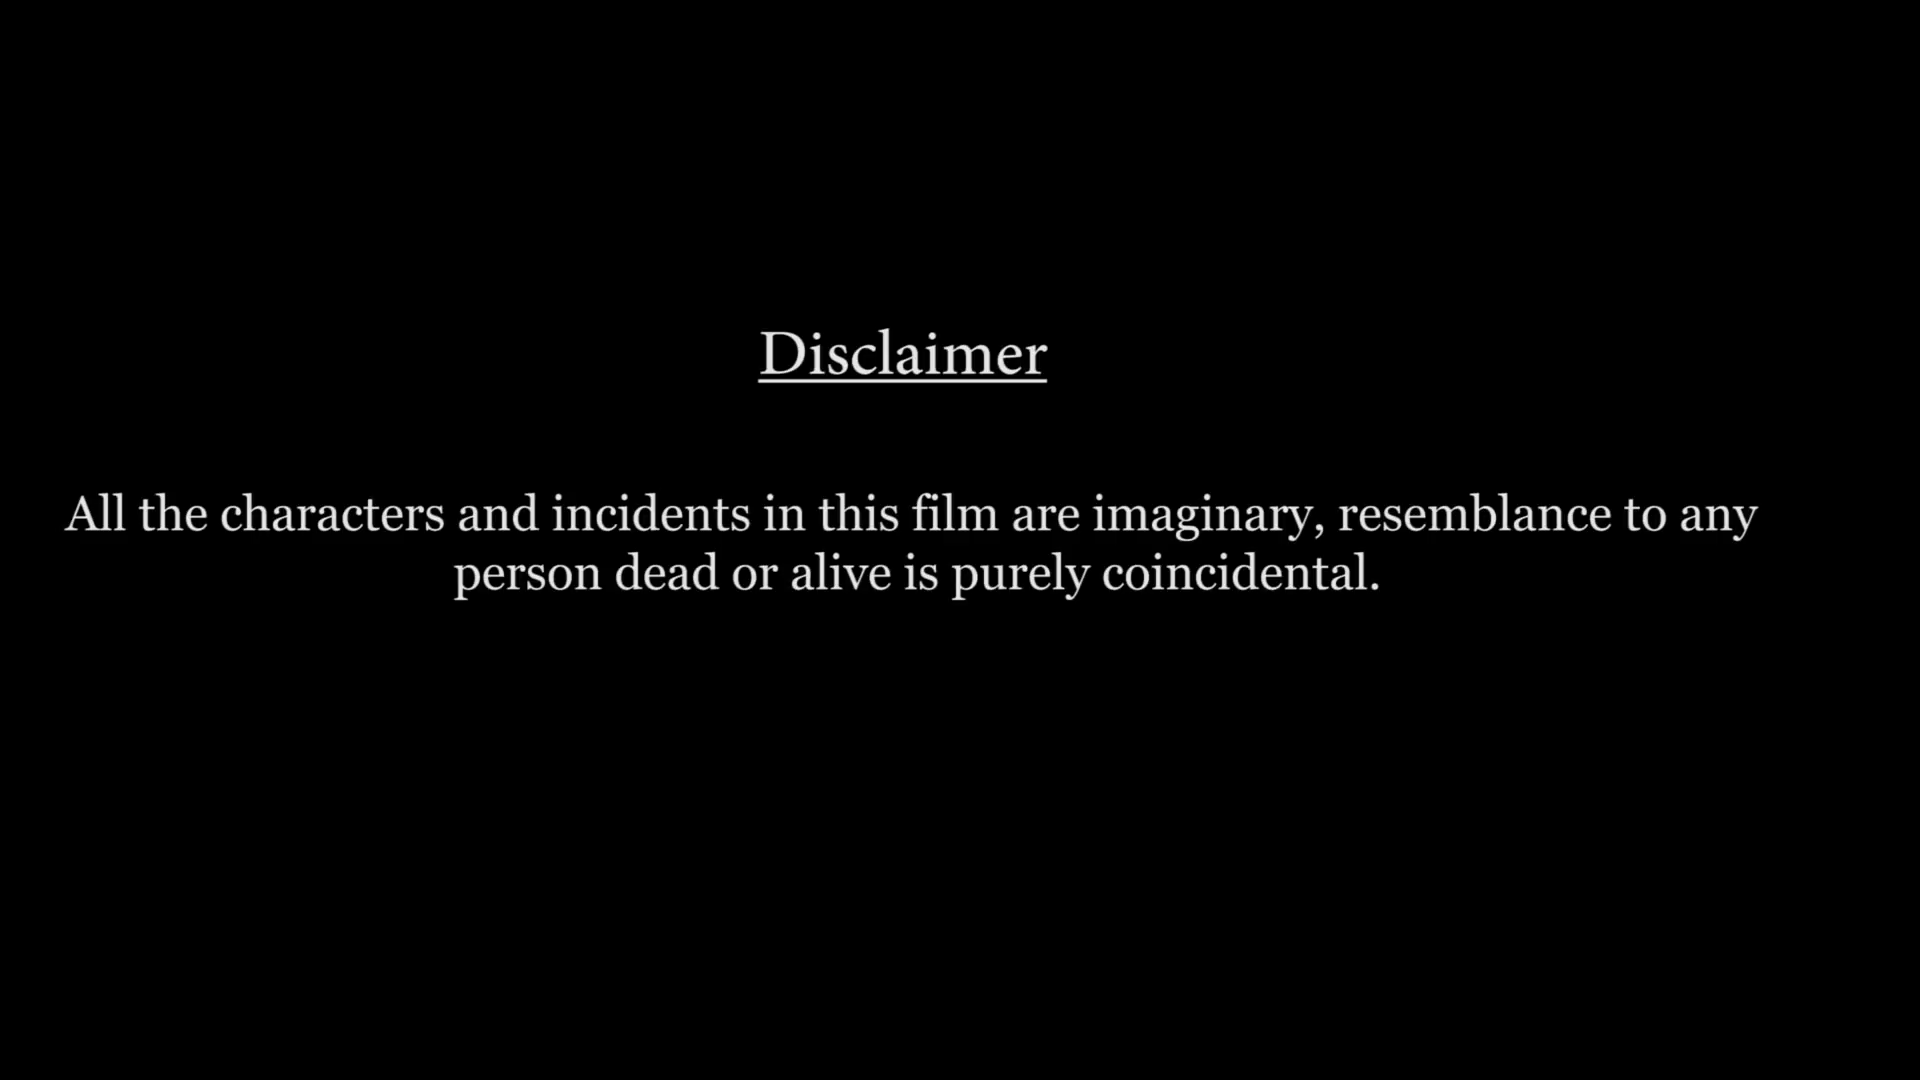 Disclaimer
All the characters and incidents in this film are imaginary, resemblance to any
person dead or alive is purely coincidental.